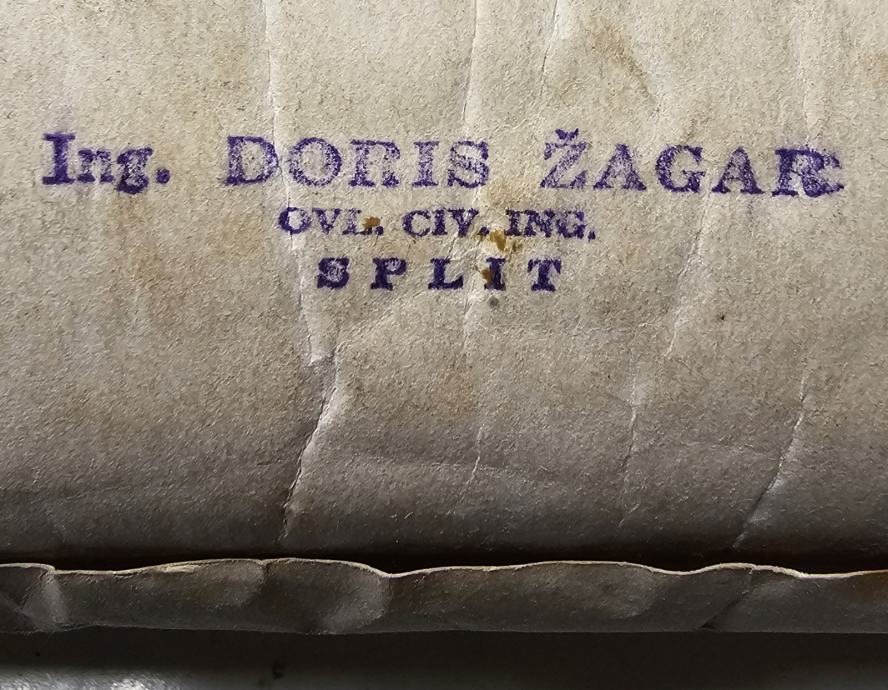 Ing. DORIS ŽAGAR
OVL. CIV. ING.
SPLIT